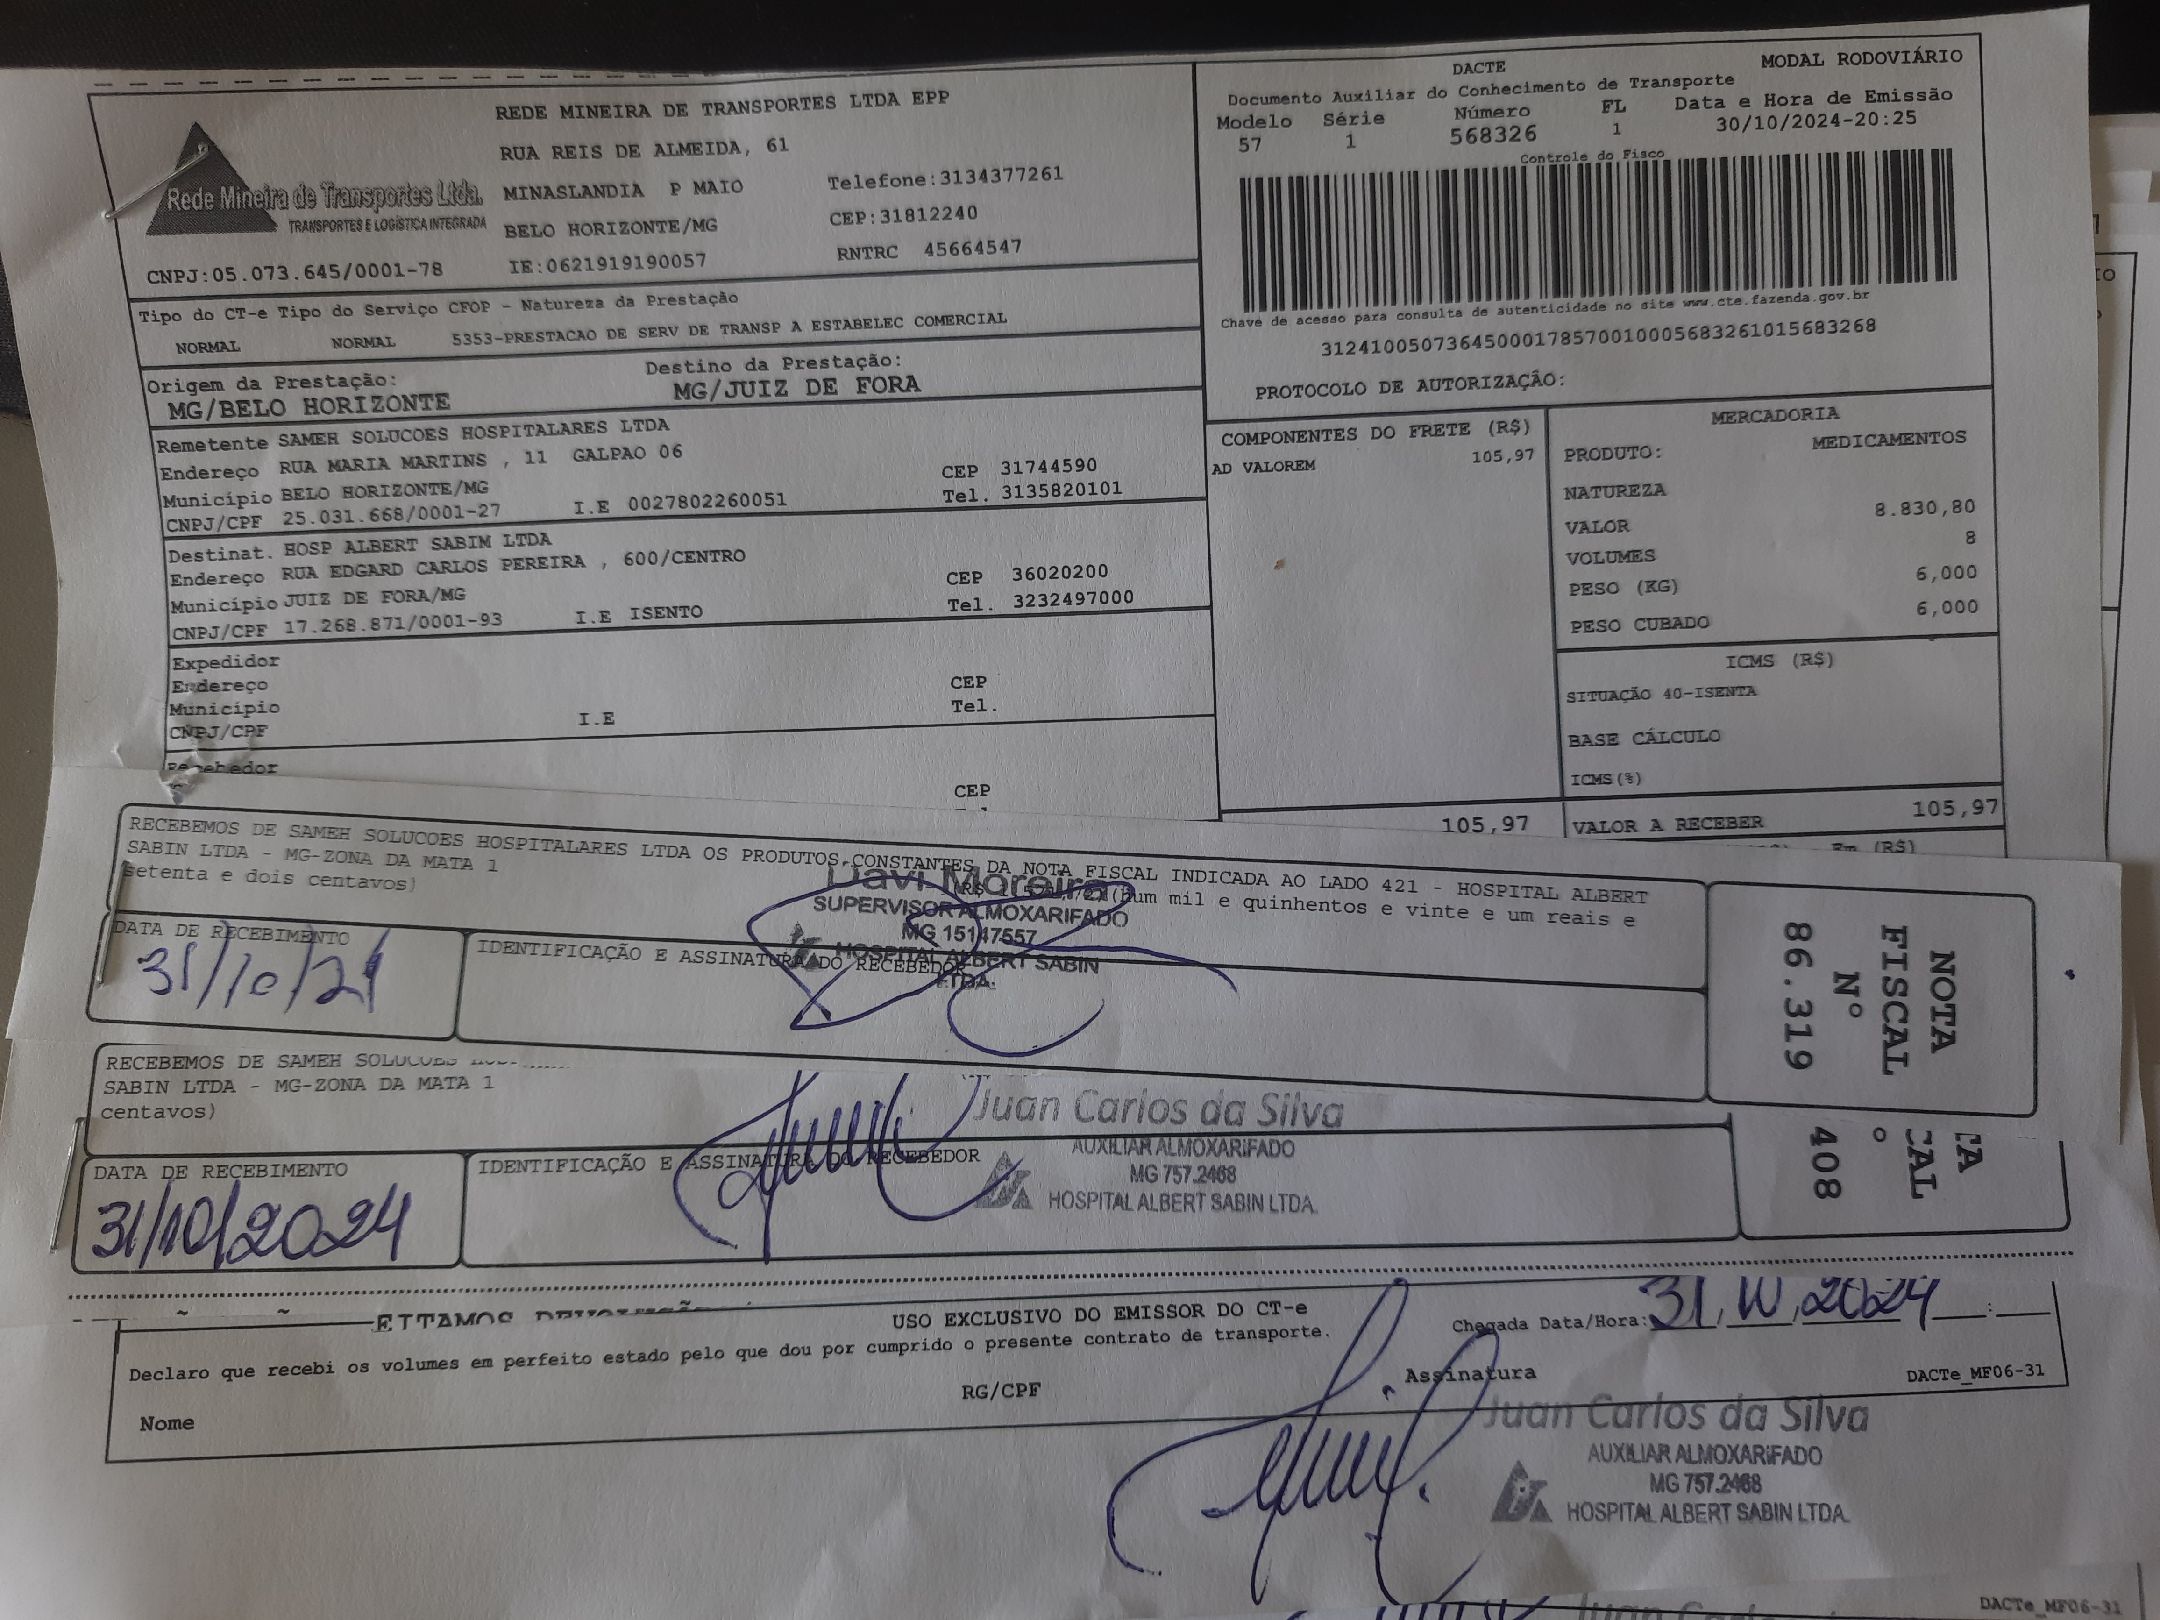 REDE MINEIRA DE TRANSPORTES LTDA EPP
RUA REIS DE ALMEIDA, 61
MINASLANDIA P MAIO Telefone:3134377261
BELO HORIZONTE/MG CEP:31812240
CNPJ:05.073.645/0001-78 IE:0621919190057 RNTRC 45664547
Rede Mineira de Transportes Ltda.
TRANSPORTES E LOGÍSTICA INTEGRADA
DACTE MODAL RODOVIÁRIO
Documento Auxiliar do Conhecimento de Transporte
Modelo Série Número FL Data e Hora de Emissão
57 1 568326 1 30/10/2024-20:25
Controle do Fisco
Chave de acesso para consulta de autenticidade no site www.cte.fazenda.gov.br
31241005073645000178570010005683261015683268
PROTOCOLO DE AUTORIZAÇÃO:
Tipo do CT-e Tipo do Serviço CFOP - Natureza da Prestação
NORMAL NORMAL 5353-PRESTACAO DE SERV DE TRANSP A ESTABELEC COMERCIAL
Origem da Prestação: Destino da Prestação:
MG/BELO HORIZONTE MG/JUIZ DE FORA
Remetente SAMEH SOLUCOES HOSPITALARES LTDA
Endereço RUA MARIA MARTINS , 11 GALPAO 06 CEP 31744590
Município BELO HORIZONTE/MG Tel. 3135820101
CNPJ/CPF 25.031.668/0001-27 I.E 0027802260051
Destinat. HOSP ALBERT SABIM LTDA
Endereço RUA EDGARD CARLOS PEREIRA , 600/CENTRO CEP 36020200
Município JUIZ DE FORA/MG Tel. 3232497000
CNPJ/CPF 17.268.871/0001-93 I.E ISENTO
Expedidor
Endereço CEP
Município Tel.
CNPJ/CPF I.E
Recebedor
CEP
COMPONENTES DO FRETE (R$)
AD VALOREM 105,97
105,97
MERCADORIA
PRODUTO: MEDICAMENTOS
NATUREZA
VALOR 8.830,80
VOLUMES 8
PESO (KG) 6,000
PESO CUBADO 6,000
ICMS (R$)
SITUAÇÃO 40-ISENTA
BASE CÁLCULO
ICMS(%)
VALOR A RECEBER 105,97
(R$)
RECEBEMOS DE SAMEH SOLUCOES HOSPITALARES LTDA OS PRODUTOS CONSTANTES DA NOTA FISCAL INDICADA AO LADO 421 - HOSPITAL ALBERT
SABIN LTDA - MG-ZONA DA MATA 1 (hum mil e quinhentos e vinte e um reais e
setenta e dois centavos)
DATA DE RECEBIMENTO IDENTIFICAÇÃO E ASSINATURA DO RECEBEDOR
31/10/24
Davi Moreira
SUPERVISOR ALMOXARIFADO
MG 15147557
HOSPITAL ALBERT SABIN
LTDA.
NOTA
FISCAL
Nº
86.319
RECEBEMOS DE SAMEH SOLUCOES
SABIN LTDA - MG-ZONA DA MATA 1
centavos)
DATA DE RECEBIMENTO IDENTIFICAÇÃO E ASSINATURA DO RECEBEDOR
31/10/2024
Juan Carlos da Silva
AUXILIAR ALMOXARIFADO
MG 757.2468
HOSPITAL ALBERT SABIN LTDA.
408
USO EXCLUSIVO DO EMISSOR DO CT-e
Declaro que recebi os volumes em perfeito estado pelo que dou por cumprido o presente contrato de transporte.
Chegada Data/Hora: 31/10/2024
Nome RG/CPF Assinatura
DACTe_MF06-31
Juan Carlos da Silva
AUXILIAR ALMOXARIFADO
MG 757.2468
HOSPITAL ALBERT SABIN LTDA.
DACTe_MF06-31